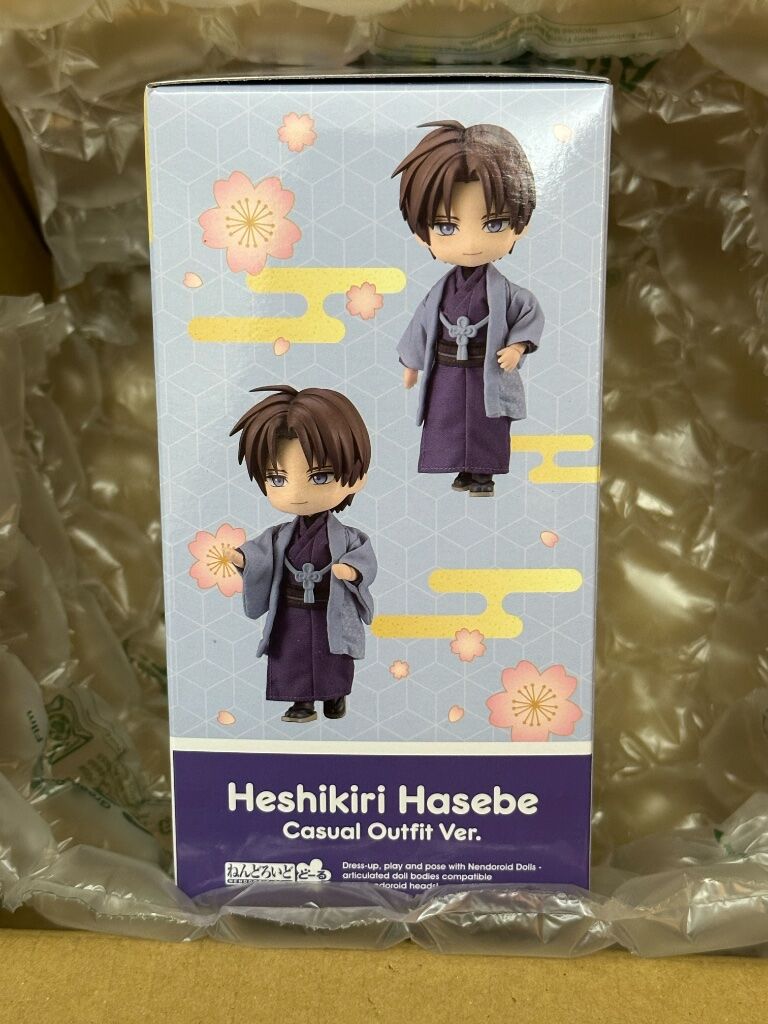 Heshikiri Hasebe
Casual Outfit Ver.
ねんどろいど どーる
Dress-up, play and pose with Nendoroid Dolls -
articulated doll bodies compatible
heads!
Film